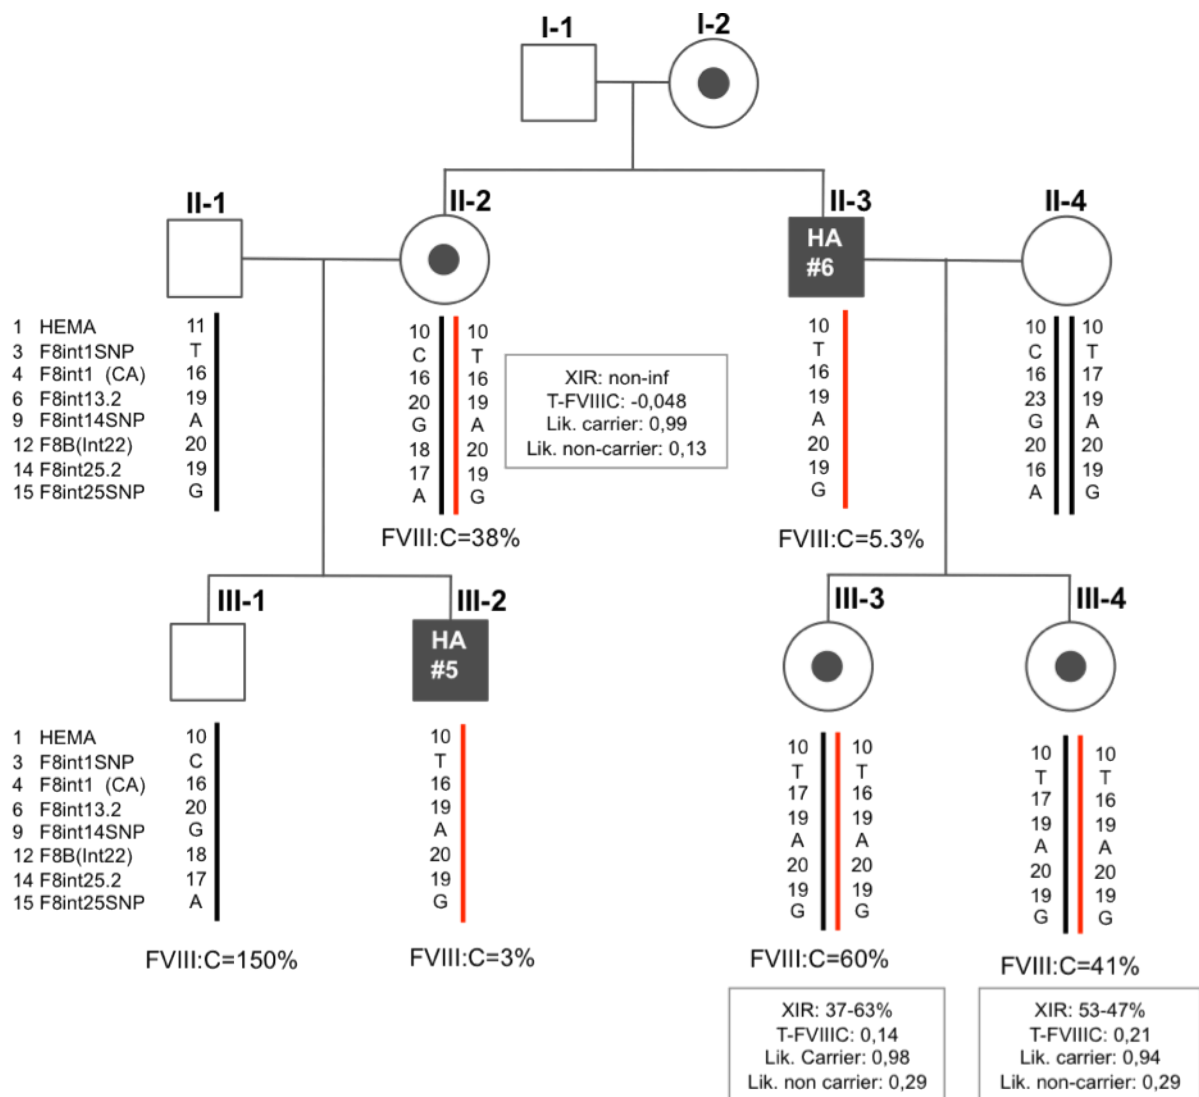 I-1
I-2
II-1
II-2
II-3
II-4
HA
#6
1 HEMA
3 F8int1SNP
4 F8int1 (CA)
6 F8int13.2
9 F8int14SNP
12 F8B(Int22)
14 F8int25.2
15 F8int25SNP
11
T
16
19
A
20
19
G
10
C
16
20
G
18
17
A
10
T
16
19
A
20
19
G
FVIII:C=38%
XIR: non-inf
T-FVIIIC: -0,048
Lik. carrier: 0,99
Lik. non-carrier: 0,13
10
T
16
19
A
20
19
G
FVIII:C=5.3%
10
C
16
23
G
20
16
A
10
T
17
19
A
20
19
G
III-1
III-2
III-3
III-4
HA
#5
1 HEMA
3 F8int1SNP
4 F8int1 (CA)
6 F8int13.2
9 F8int14SNP
12 F8B(Int22)
14 F8int25.2
15 F8int25SNP
10
C
16
20
G
18
17
A
FVIII:C=150%
10
T
16
19
A
20
19
G
FVIII:C=3%
10
T
17
19
A
20
19
G
10
T
16
19
A
20
19
G
FVIII:C=60%
XIR: 37-63%
T-FVIIIC: 0,14
Lik. Carrier: 0,98
Lik. non carrier: 0,29
10
T
17
19
A
20
19
G
10
T
16
19
A
20
19
G
FVIII:C=41%
XIR: 53-47%
T-FVIIIC: 0,21
Lik. carrier: 0,94
Lik. non-carrier: 0,29